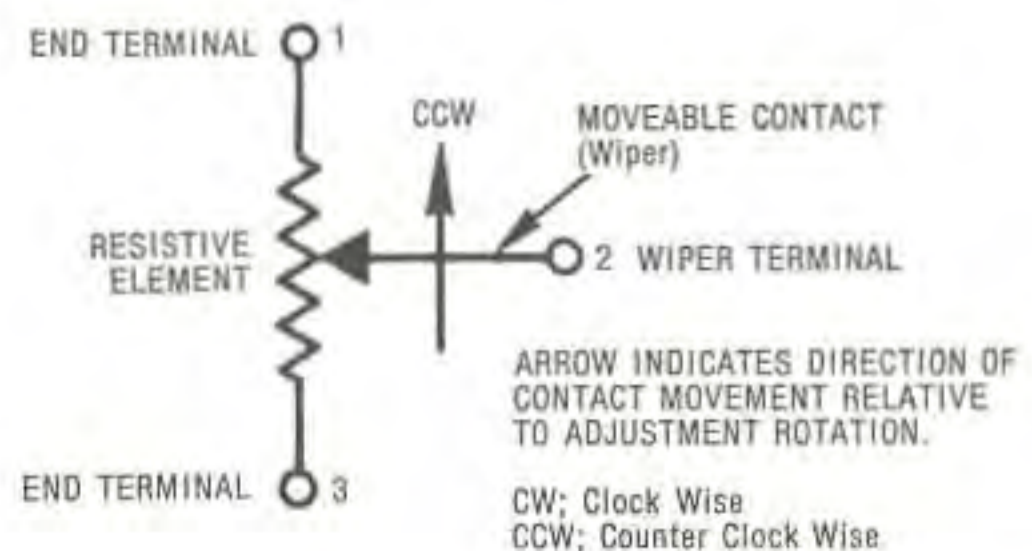 END TERMINAL 1
CCW
MOVEABLE CONTACT
(Wiper)
RESISTIVE
ELEMENT
2 WIPER TERMINAL
ARROW INDICATES DIRECTION OF
CONTACT MOVEMENT RELATIVE
TO ADJUSTMENT ROTATION.
END TERMINAL 3
CW; Clock Wise
CCW; Counter Clock Wise